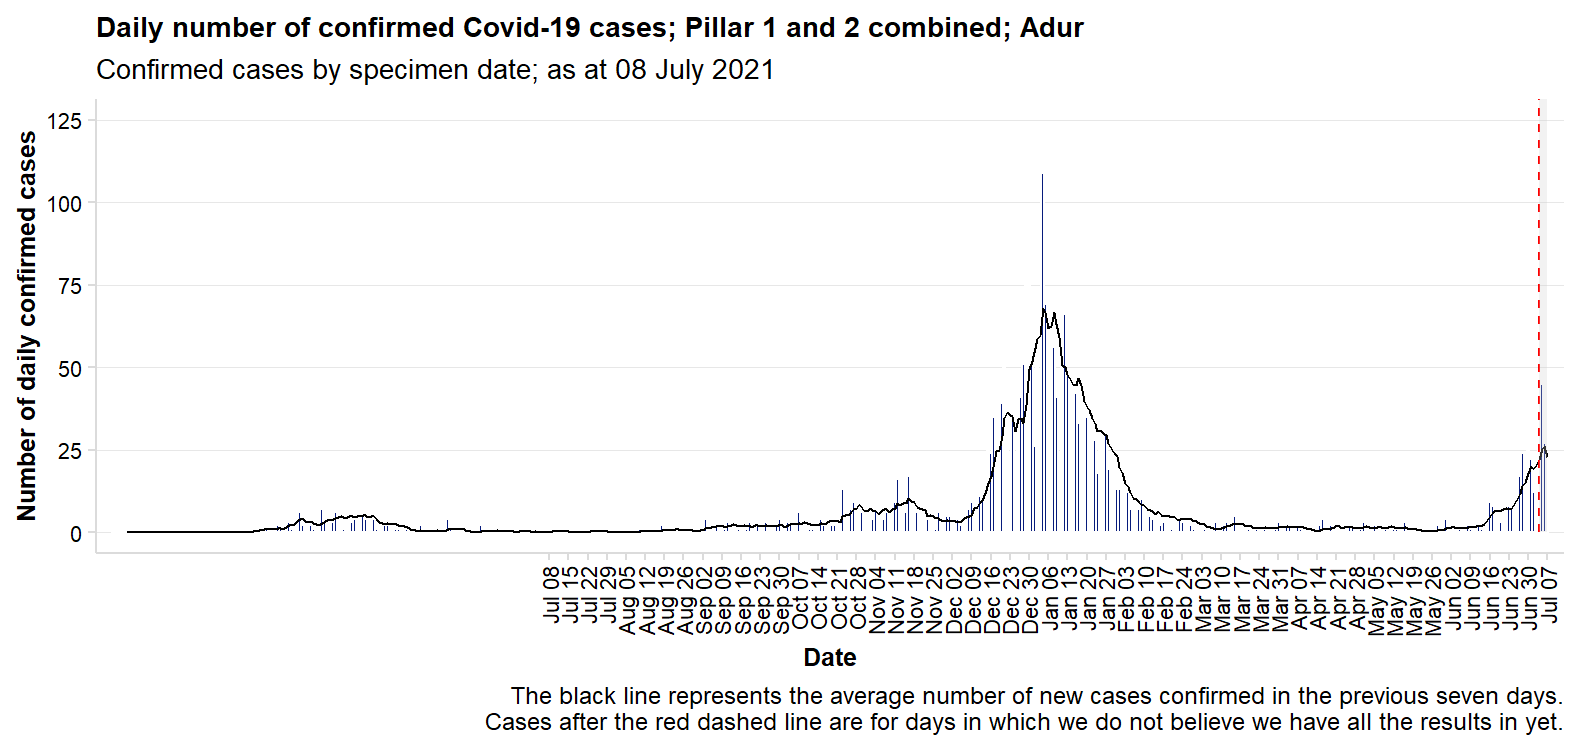 Daily number of confirmed Covid-19 cases; Pillar 1 and 2 combined; Adur
Confirmed cases by specimen date; as at 08 July 2021
Number of daily confirmed cases
125
100
75
50
25
0
Jul 08
Jul 15
Jul 22
Jul 29
Aug 05
Aug 12
Aug 19
Aug 26
Sep 02
Sep 09
Sep 16
Sep 23
Sep 30
Oct 07
Oct 14
Oct 21
Oct 28
Nov 04
Nov 11
Nov 18
Nov 25
Dec 02
Dec 09
Dec 16
Dec 23
Dec 30
Jan 06
Jan 13
Jan 20
Jan 27
Feb 03
Feb 10
Feb 17
Feb 24
Mar 03
Mar 10
Mar 17
Mar 24
Mar 31
Apr 07
Apr 14
Apr 21
Apr 28
May 05
May 12
May 19
May 26
Jun 02
Jun 09
Jun 16
Jun 23
Jun 30
Jul 07
Date
The black line represents the average number of new cases confirmed in the previous seven days.
Cases after the red dashed line are for days in which we do not believe we have all the results in yet.